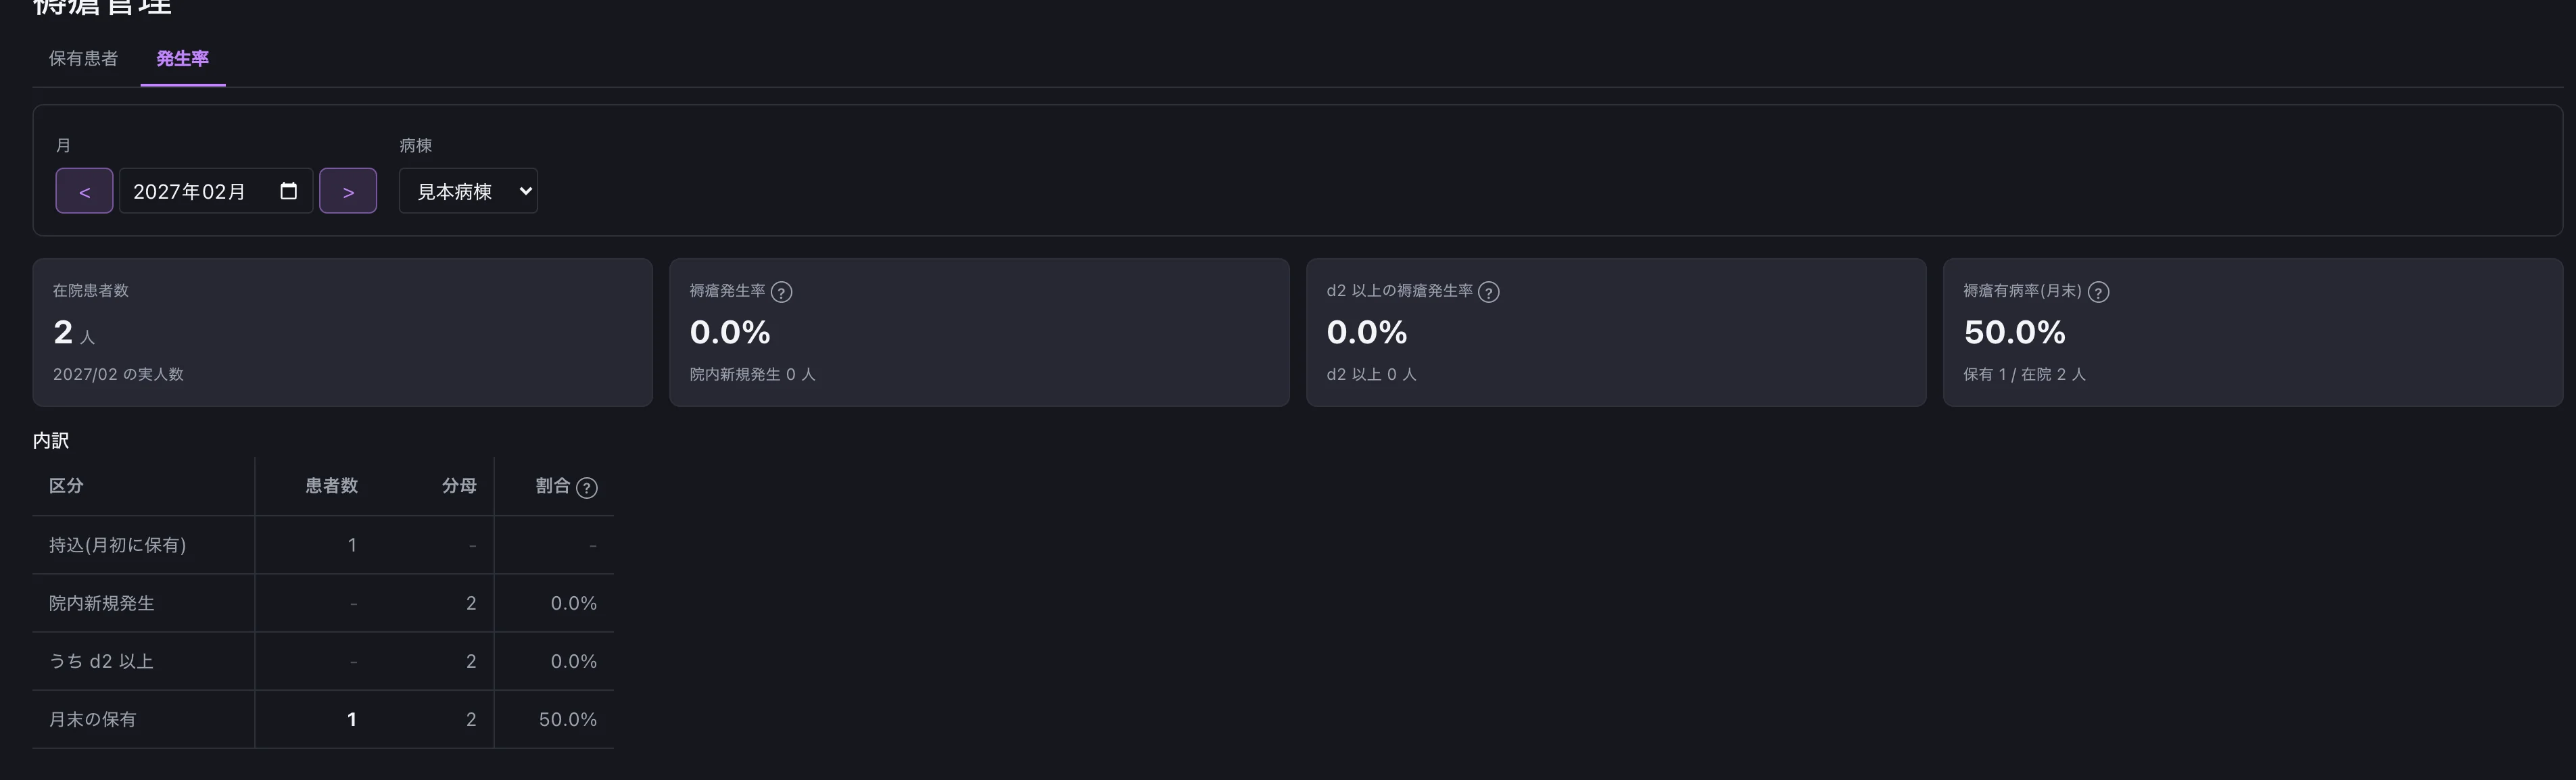 褥瘡管理
保有患者 発生率
月 病棟
< 2027年02月 > 見本病棟
在院患者数
2 人
2027/02 の実人数
褥瘡発生率 ?
0.0%
院内新規発生 0 人
d2 以上の褥瘡発生率 ?
0.0%
d2 以上 0 人
褥瘡有病率(月末) ?
50.0%
保有 1 / 在院 2 人
内訳
区分 患者数 分母 割合 ?
持込(月初に保有) 1 - -
院内新規発生 - 2 0.0%
うち d2 以上 - 2 0.0%
月末の保有 1 2 50.0%